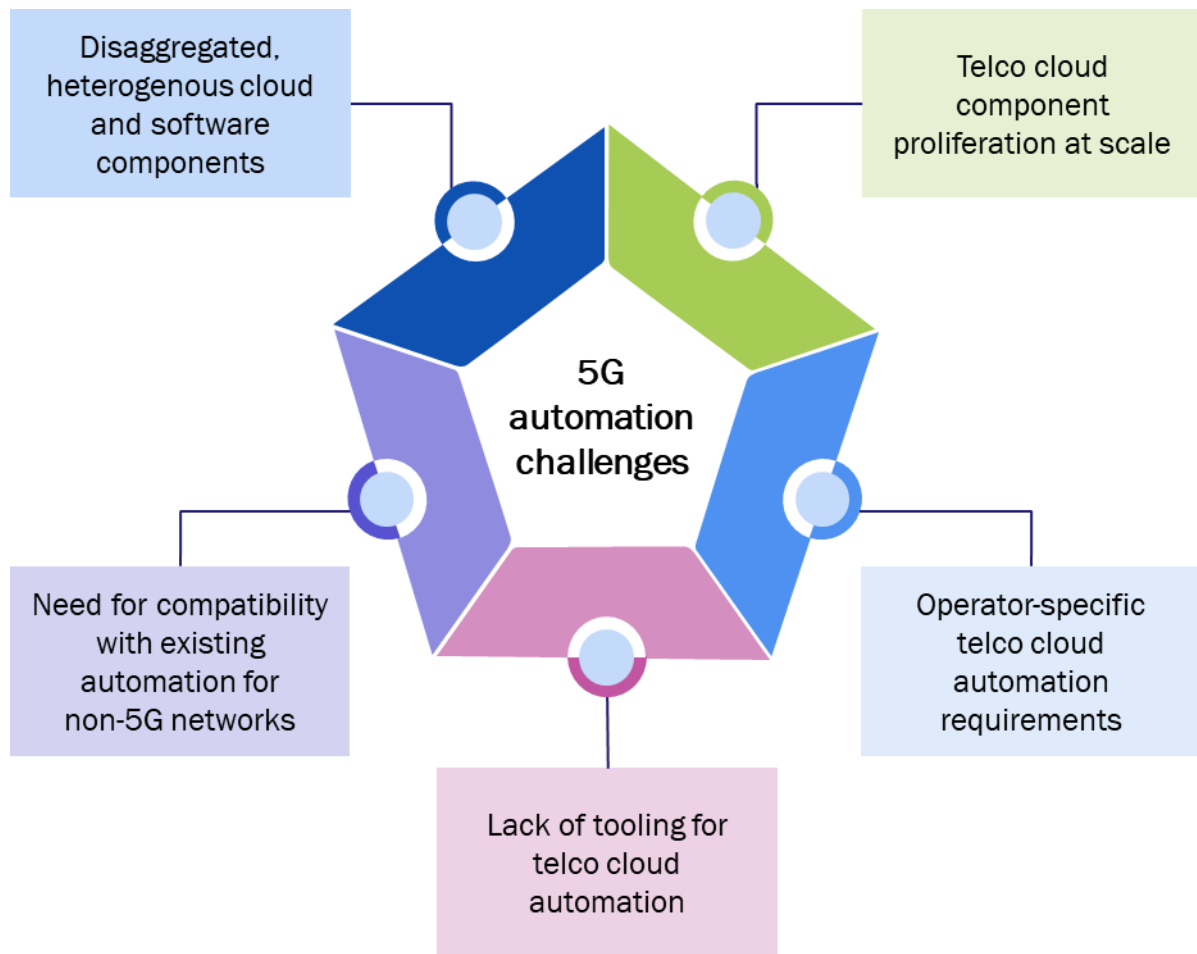 Disaggregated,
heterogenous cloud
and software
components
Telco cloud
component
proliferation at scale
5G
automation
challenges
Need for compatibility
with existing
automation for
non-5G networks
Operator-specific
telco cloud
automation
requirements
Lack of tooling for
telco cloud
automation